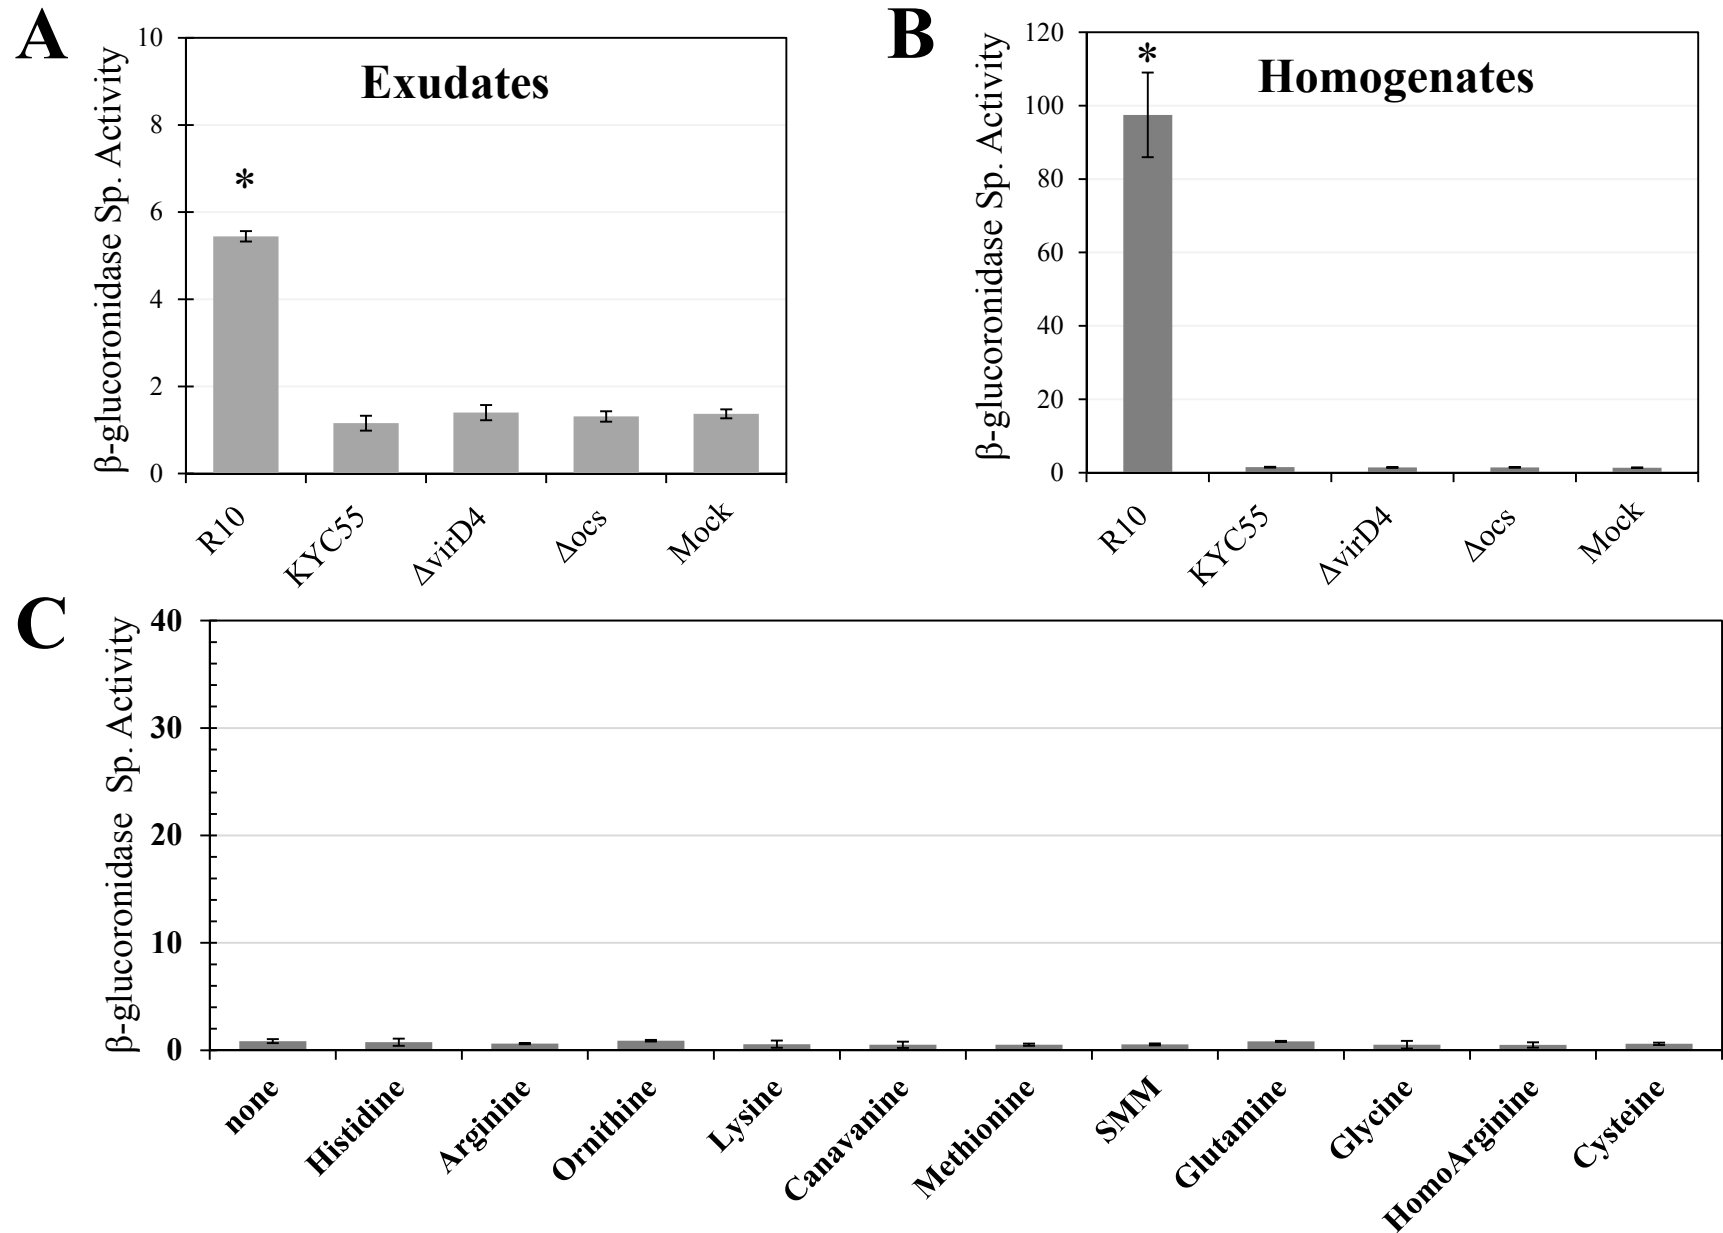 A
β-glucoronidase Sp. Activity
10
8
6
4
2
0
Exudates
*
R10
KYC55
ΔvirD4
Δocs
Mock
B
β-glucoronidase Sp. Activity
120
100
80
60
40
20
0
Homogenates
*
R10
KYC55
ΔvirD4
Δocs
Mock
C
β-glucoronidase Sp. Activity
40
30
20
10
0
none
Histidine
Arginine
Ornithine
Lysine
Canavanine
Methionine
SMM
Glutamine
Glycine
HomoArginine
Cysteine